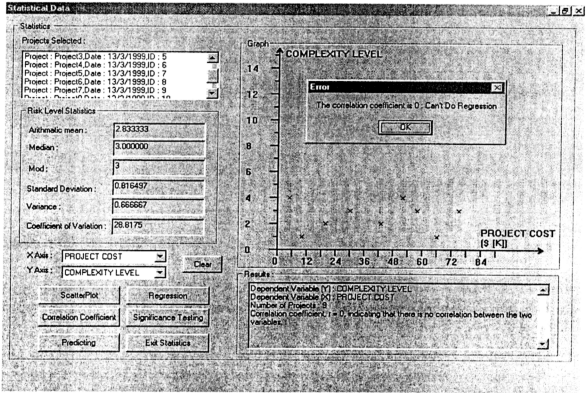 Statistical Data
Statistics
Projects Selected :
Project : Project3,Date : 13/3/1999,ID : 5
Project : Project4,Date : 13/3/1999,ID : 6
Project : Project5,Date : 13/3/1999,ID : 7
Project : Project6,Date : 13/3/1999,ID : 8
Project : Project7,Date : 13/3/1999,ID : 9
Risk Level Statistics
Arithmatic mean : 2.833333
Median : 3.000000
Mod : 3
Standard Deviation : 0.816497
Variance : 0.666667
Coefficient of Variation : 28.8175
X Axis : PROJECT COST
Y Axis : COMPLEXITY LEVEL
Clear
ScatterPlot Regression
Correlation Coefficient Significance Testing
Predicting Exit Statistics
Graph
COMPLEXITY LEVEL
14
12
10
8
6
4
2
0
0 12 24 36 48 60 72 84
PROJECT COST
[$ [K]]
Error
The correlation coefficient is 0 : Can't Do Regression
OK
Results
Dependent Variable (Y) : COMPLEXITY LEVEL
Dependent Variable (X) : PROJECT COST
Number of Projects : 9
Correlation coefficient, r = 0, indicating that there is no correlation between the two
variables.